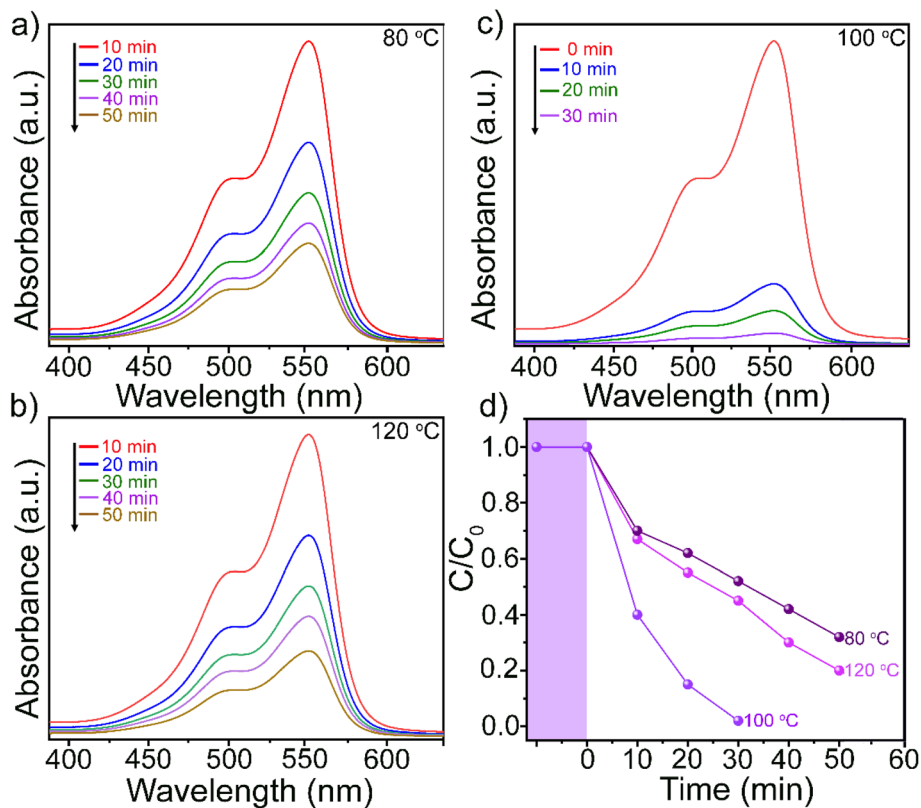 a)
80 °C
10 min
20 min
30 min
40 min
50 min
Absorbance (a.u.)
400 450 500 550 600
Wavelength (nm)
c)
100 °C
0 min
10 min
20 min
30 min
Absorbance (a.u.)
400 450 500 550 600
Wavelength (nm)
b)
120 °C
10 min
20 min
30 min
40 min
50 min
Absorbance (a.u.)
400 450 500 550 600
Wavelength (nm)
d)
1.0
0.8
0.6
0.4
0.2
0.0
C/C₀
80 °C
120 °C
100 °C
0 10 20 30 40 50 60
Time (min)